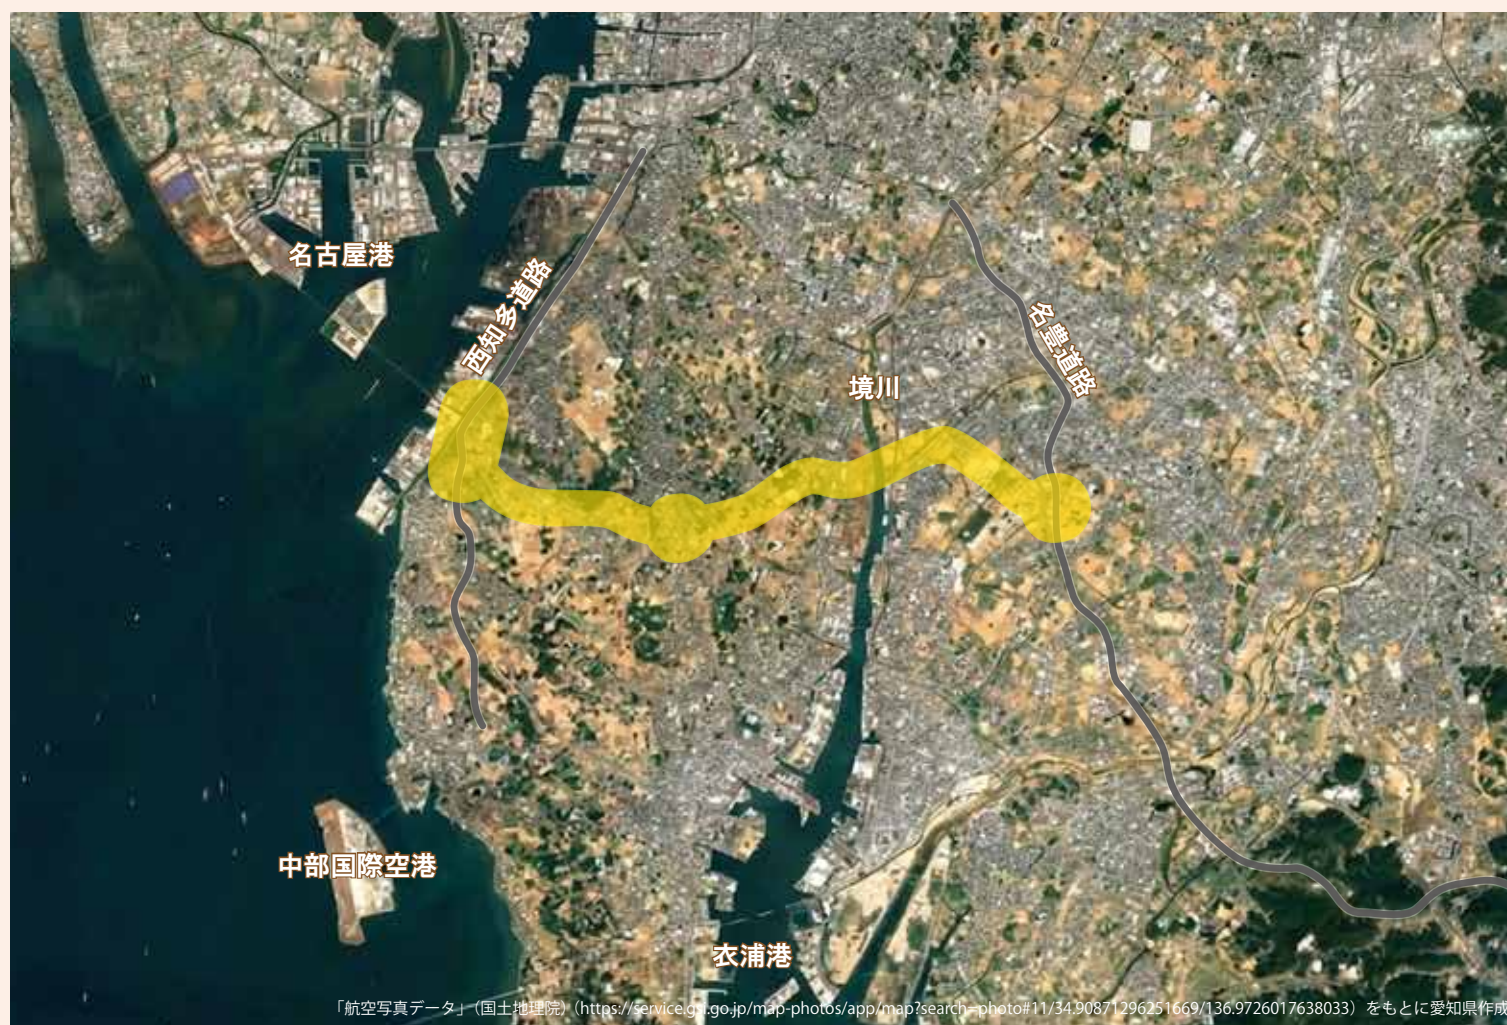 名古屋港
西知多道路
名豊道路
境川
中部国際空港
衣浦港
「航空写真データ」（国土地理院）（https://service.gsi.go.jp/map-photos/app/map?search=photo#11/34.90871296251669/136.9726017638033）をもとに愛知県作成